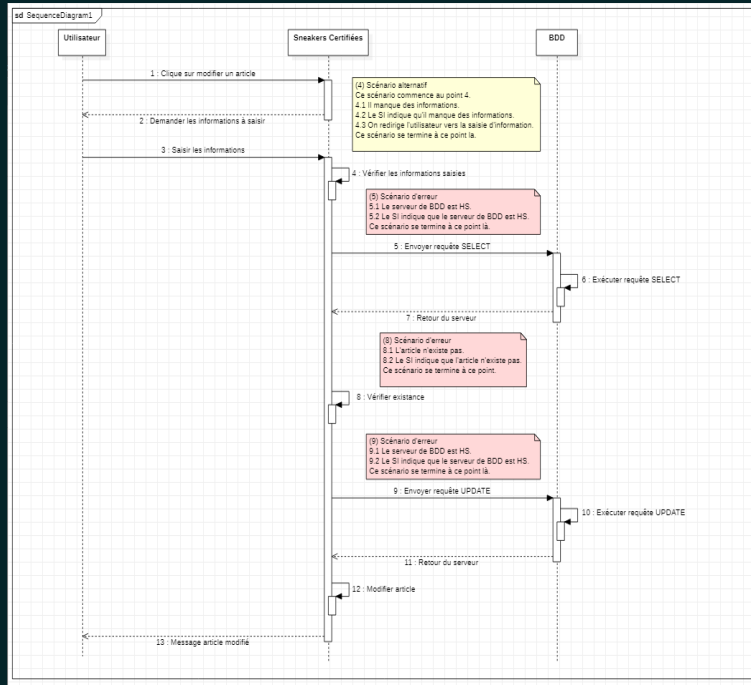 sd SequenceDiagram1
Utilisateur
Sneakers Certifiées
BDD
1 : Clique sur modifier un article
(4) Scénario alternatif
Ce scénario commence au point 4.
4.1 Il manque des informations.
4.2 Le SI indique qu'il manque des informations.
4.3 On redirige l'utilisateur vers la saisie d'information.
Ce scénario se termine à ce point là.
2 : Demander les informations à saisir
3 : Saisir les informations
4 : Vérifier les informations saisies
(5) Scénario d'erreur
5.1 Le serveur de BDD est HS.
5.2 Le SI indique que le serveur de BDD est HS.
Ce scénario se termine à ce point là.
5 : Envoyer requête SELECT
6 : Exécuter requête SELECT
7 : Retour du serveur
(8) Scénario d'erreur
8.1 L'article n'existe pas.
8.2 Le SI indique que l'article n'existe pas.
Ce scénario se termine à ce point.
8 : Vérifier existance
(9) Scénario d'erreur
9.1 Le serveur de BDD est HS.
9.2 Le SI indique que le serveur de BDD est HS.
Ce scénario se termine à ce point là.
9 : Envoyer requête UPDATE
10 : Exécuter requête UPDATE
11 : Retour du serveur
12 : Modifier article
13 : Message article modifié